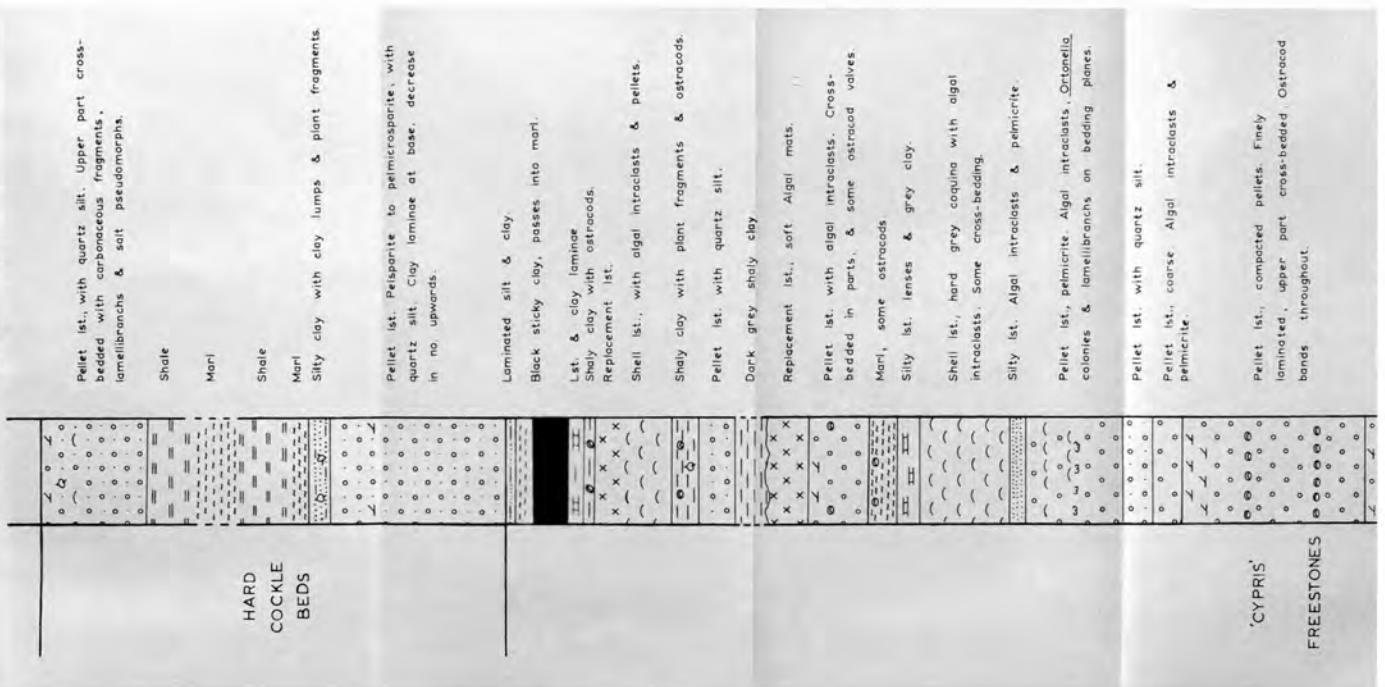 Pellet lst., with quartz silt. Upper part cross-
bedded with carbonaceous fragments,
lamellibranchs & salt pseudomorphs.
Shale
Marl
Shale
Marl
Silty clay with clay lumps & plant fragments.
Pellet lst. Pelsparite to pelmicrosparite, with
quartz silt. Clay laminae at base, decrease
in no. upwards.
Laminated silt & clay.
Black sticky clay, passes into marl.
Lst. & clay laminae
Shaly clay with ostracods.
Replacement lst.
Shell lst., with algal intraclasts & pellets.
Shaly clay with plant fragments & ostracods.
Pellet lst. with quartz silt.
Dark grey shaly clay
Replacement lst., soft Algal mats.
Pellet lst. with algal intraclasts. Cross-
bedded in parts, & some ostracod valves.
Marl, some ostracods.
Silty lst. lenses & grey clay.
Shell lst., hard grey coquina with algal
intraclasts. Some cross-bedding.
Silty lst. Algal intraclasts & pelmicrite.
Pellet lst., pelmicrite. Algal intraclasts, Ortonella
colonies & lamellibranchs on bedding planes.
Pellet lst. with quartz silt.
Pellet lst., coarse Algal intraclasts &
pelmicrite.
Pellet lst., compacted pellets. Finely
laminated, upper part cross-bedded. Ostracod
bands throughout.
HARD
COCKLE
BEDS
'CYPRIS'
FREESTONES